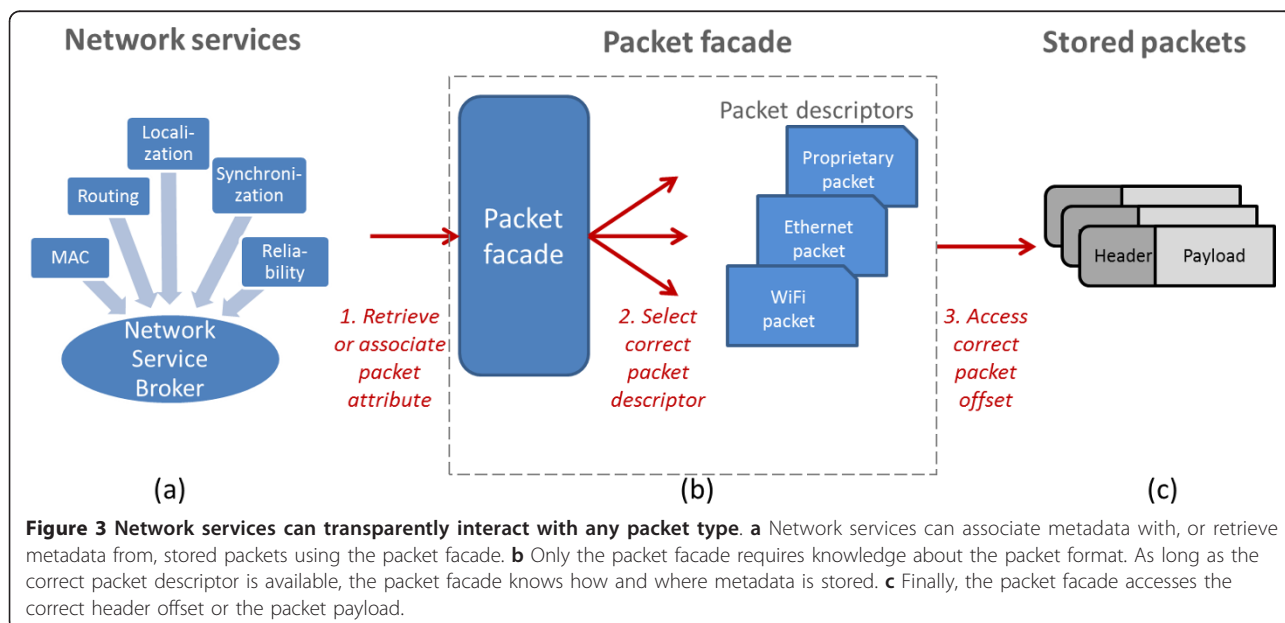 Network services
Packet facade
Stored packets
Locali-
zation
Routing
Synchroni-
zation
MAC
Relia-
bility
Network
Service
Broker
1. Retrieve
or associate
packet
attribute
Packet
facade
2. Select
correct
packet
descriptor
Packet descriptors
Proprietary
packet
Ethernet
packet
WiFi
packet
3. Access
correct
packet
offset
Header
Payload
(a)
(b)
(c)
Figure 3 Network services can transparently interact with any packet type. a Network services can associate metadata with, or retrieve
metadata from, stored packets using the packet facade. b Only the packet facade requires knowledge about the packet format. As long as the
correct packet descriptor is available, the packet facade knows how and where metadata is stored. c Finally, the packet facade accesses the
correct header offset or the packet payload.